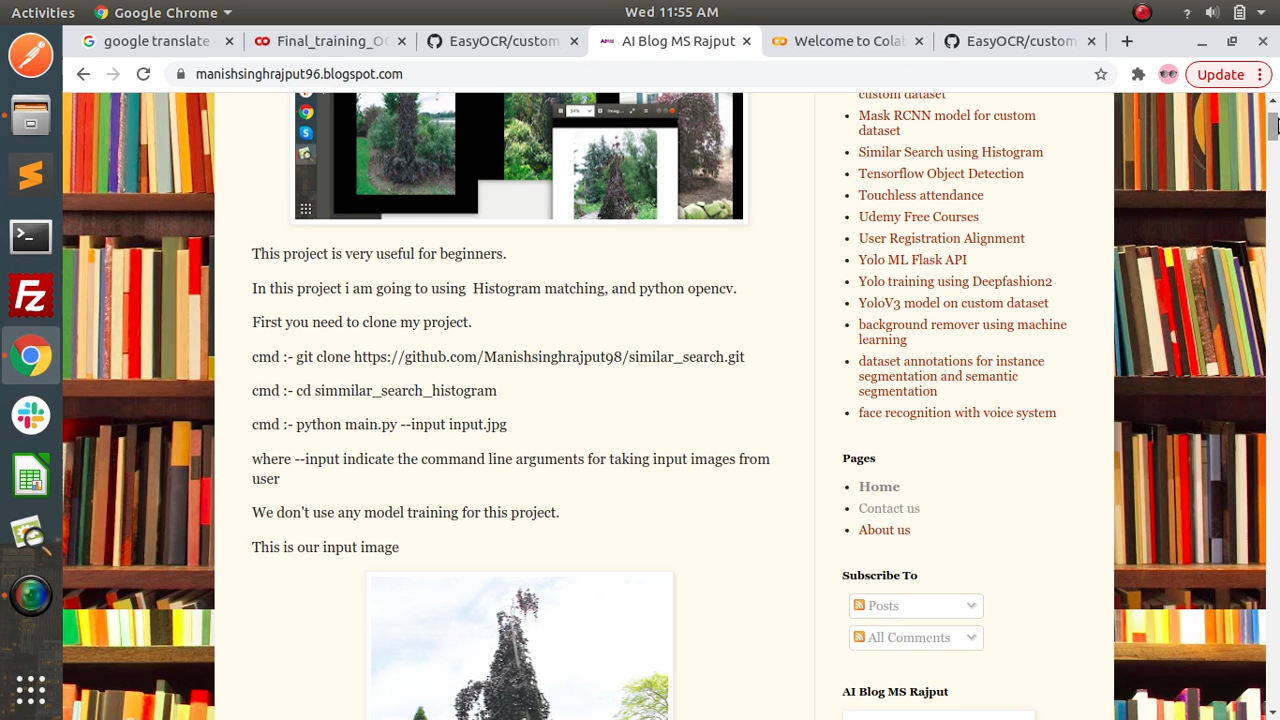 Activities
Google Chrome
Wed 11:55 AM
google translate -
Final_training_OC
EasyOCR/custom
AI Blog MS Rajput
Welcome to Colab
EasyOCR/custom
manishsinghrajput96.blogspot.com
Update
This project is very useful for beginners.
In this project i am going to using  Histogram matching, and python opencv.
First you need to clone my project.
cmd :- git clone https://github.com/Manishsinghrajput98/similar_search.git
cmd :- cd simmilar_search_histogram
cmd :- python main.py --input input.jpg
where --input indicate the command line arguments for taking input images from
user
We don't use any model training for this project.
This is our input image
custom dataset
Mask RCNN model for custom
dataset
Similar Search using Histogram
Tensorflow Object Detection
Touchless attendance
Udemy Free Courses
User Registration Alignment
Yolo ML Flask API
Yolo training using Deepfashion2
YoloV3 model on custom dataset
background remover using machine
learning
dataset annotations for instance
segmentation and semantic
segmentation
face recognition with voice system
Pages
Home
Contact us
About us
Subscribe To
Posts
All Comments
AI Blog MS Rajput